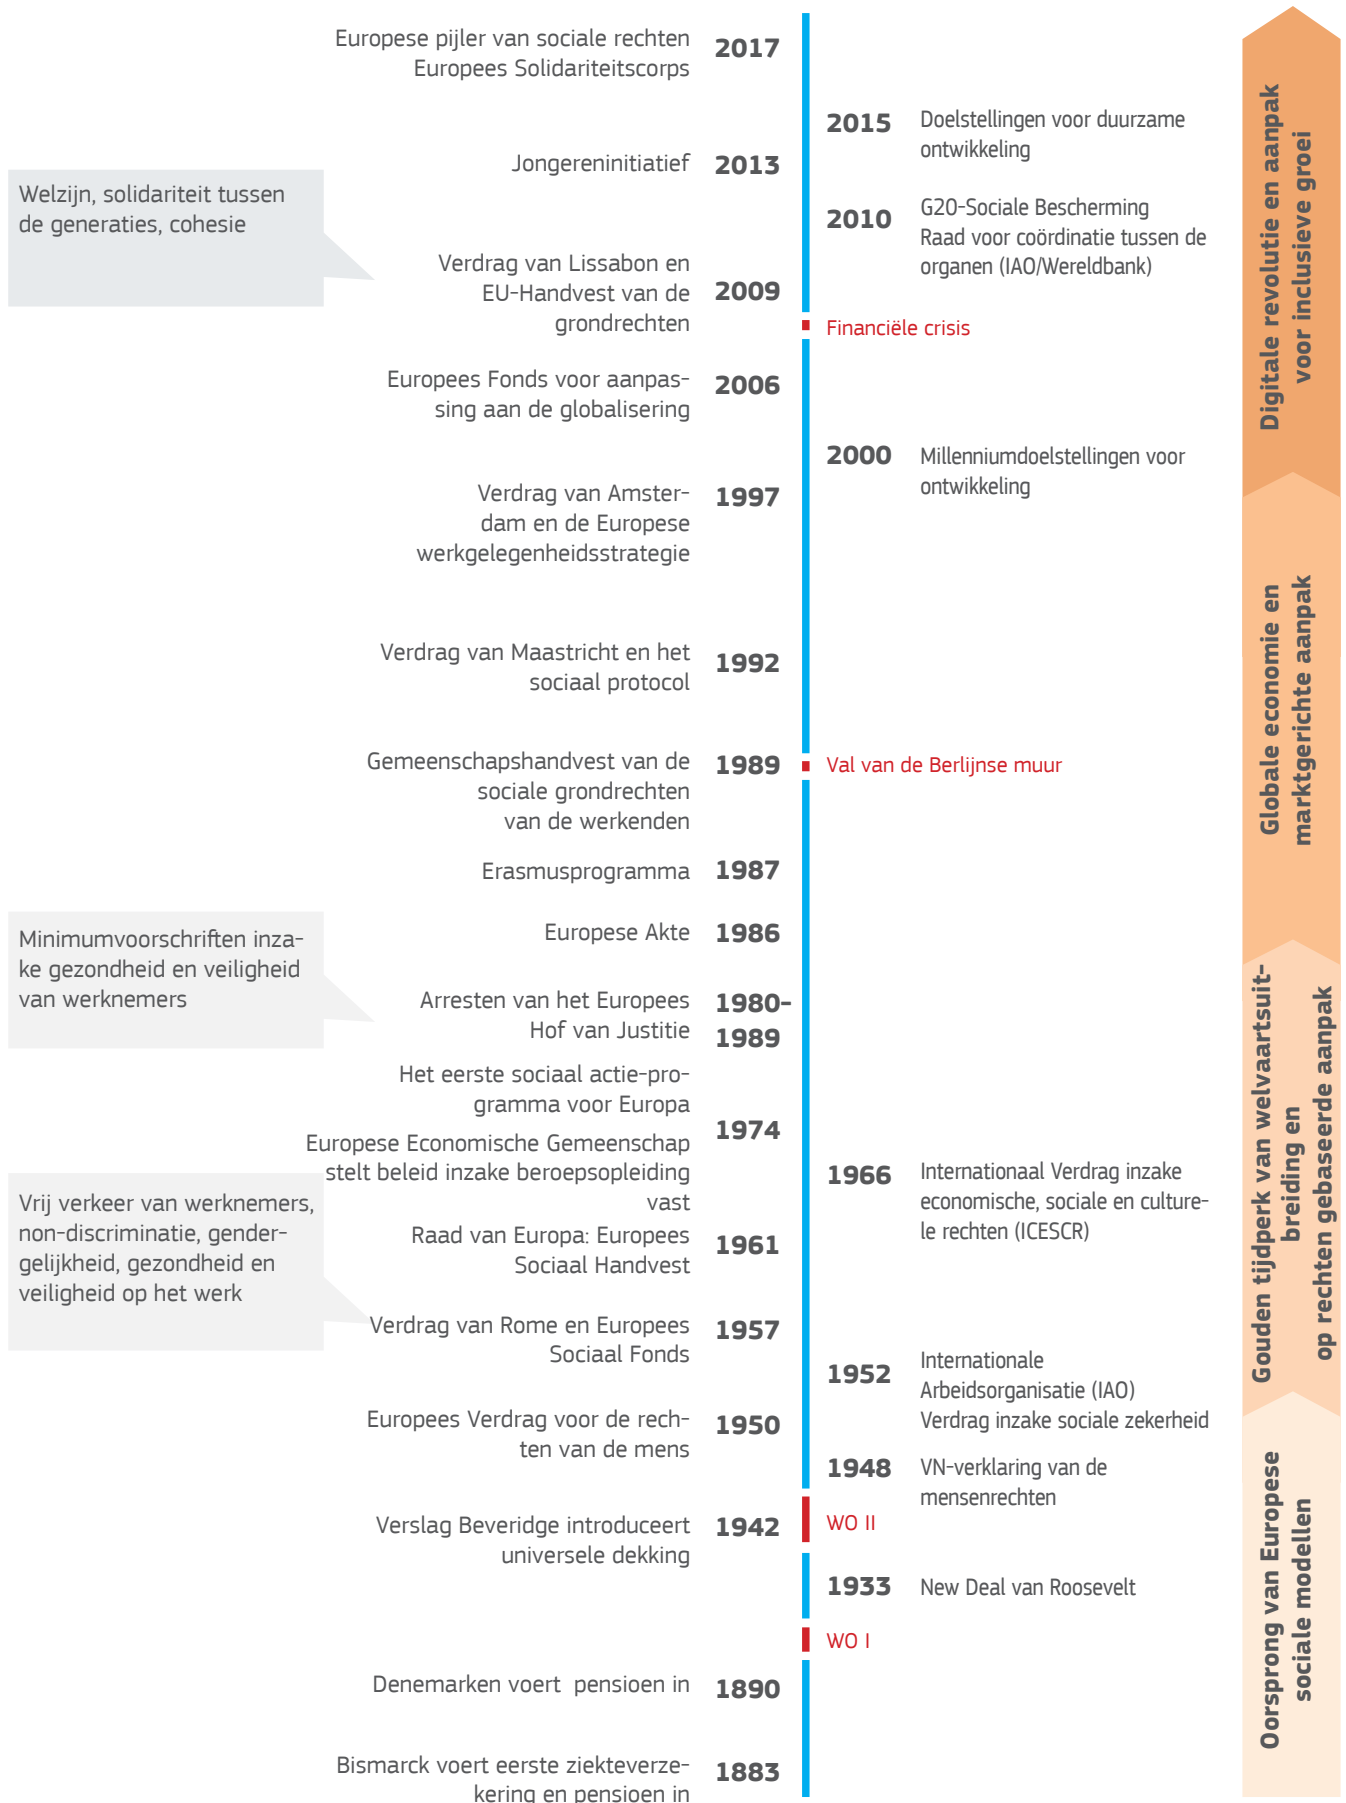 Europese pijler van sociale rechten
Europees Solidariteitscorps
2017
2015
Doelstellingen voor duurzame
ontwikkeling
Jongereninitiatief
2013
Welzijn, solidariteit tussen
de generaties, cohesie
2010
G20-Sociale Bescherming
Raad voor coördinatie tussen de
organen (IAO/Wereldbank)
Verdrag van Lissabon en
EU-Handvest van de
grondrechten
2009
Financiële crisis
Europees Fonds voor aanpas-
sing aan de globalisering
2006
2000
Millenniumdoelstellingen voor
ontwikkeling
Verdrag van Amster-
dam en de Europese
werkgelegenheidsstrategie
1997
Verdrag van Maastricht en het
sociaal protocol
1992
Gemeenschapshandvest van de
sociale grondrechten
van de werkenden
1989
Val van de Berlijnse muur
Erasmusprogramma
1987
Europese Akte
1986
Minimumvoorschriften inza-
ke gezondheid en veiligheid
van werknemers
Arresten van het Europees
Hof van Justitie
1980-
1989
Het eerste sociaal actie-pro-
gramma voor Europa
1974
Europese Economische Gemeenschap
stelt beleid inzake beroepsopleiding
vast
1966
Internationaal Verdrag inzake
economische, sociale en culture-
le rechten (ICESCR)
Vrij verkeer van werknemers,
non-discriminatie, gender-
gelijkheid, gezondheid en
veiligheid op het werk
Raad van Europa: Europees
Sociaal Handvest
1961
Verdrag van Rome en Europees
Sociaal Fonds
1957
1952
Internationale
Arbeidsorganisatie (IAO)
Verdrag inzake sociale zekerheid
Europees Verdrag voor de rech-
ten van de mens
1950
1948
VN-verklaring van de
mensenrechten
Verslag Beveridge introduceert
universele dekking
1942
WO II
1933
New Deal van Roosevelt
WO I
Denemarken voert pensioen in
1890
Bismarck voert eerste ziekteverze-
kering en pensioen in
1883
Digitale revolutie en aanpak
voor inclusieve groei
Globale economie en
marktgerichte aanpak
Gouden tijdperk van welvaartsuit-
breiding en
op rechten gebaseerde aanpak
Oorsprong van Europese
sociale modellen